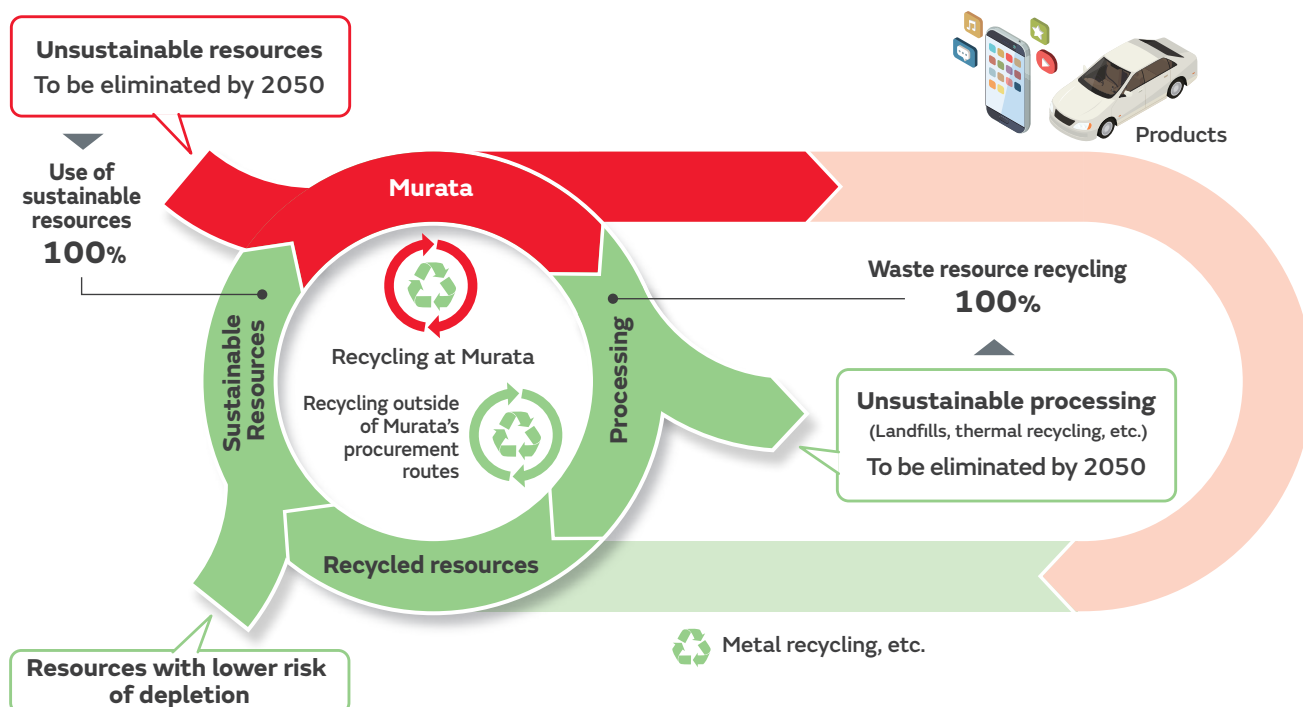 Unsustainable resources
To be eliminated by 2050
Use of
sustainable
resources
100%
Products
Murata
Recycling at Murata
Recycling outside
of Murata’s
procurement
routes
Sustainable
Resources
Processing
Recycled resources
Waste resource recycling
100%
Unsustainable processing
(Landfills, thermal recycling, etc.)
To be eliminated by 2050
Metal recycling, etc.
Resources with lower risk
of depletion